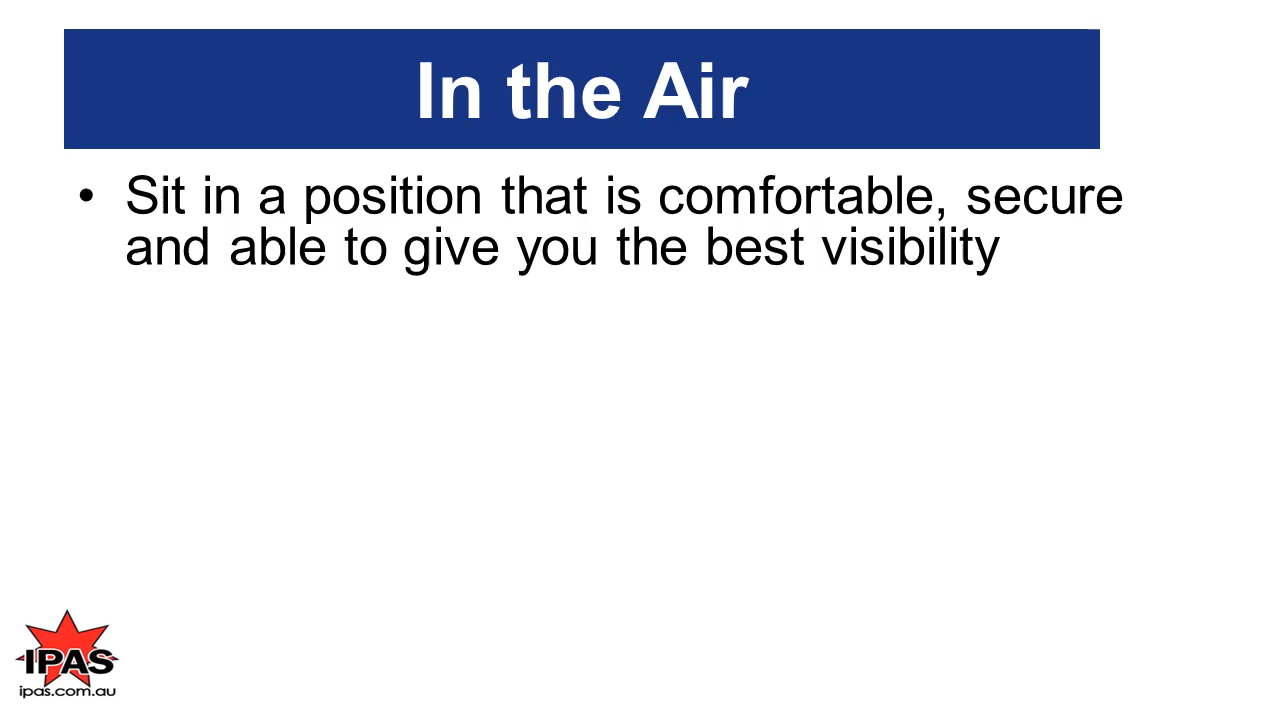 In the Air
• Sit in a position that is comfortable, secure
and able to give you the best visibility
IPAS
ipas.com.au